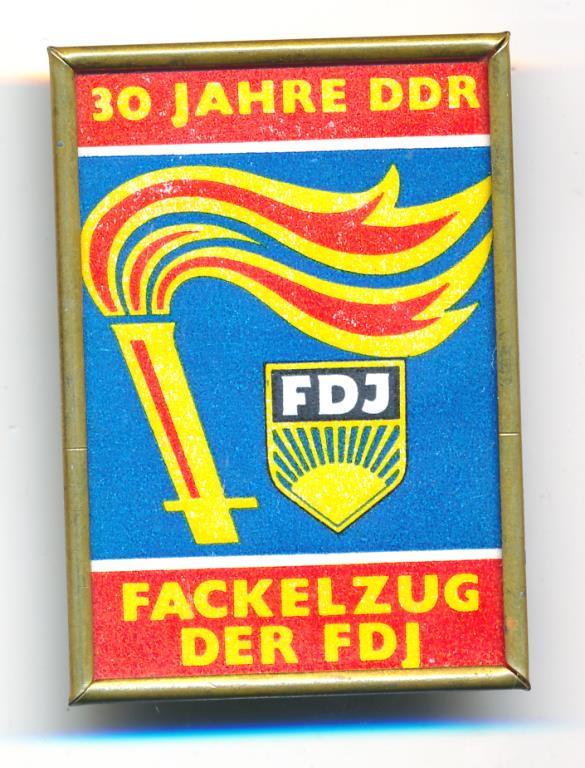 30 JAHRE DDR
FDJ
FACKELZUG
DER FDJ